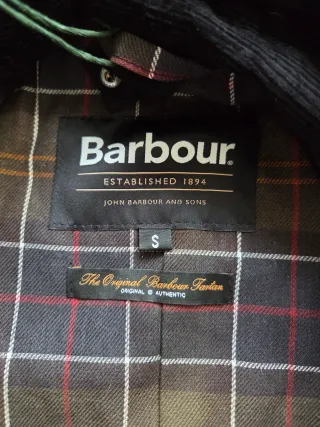 Barbour®
ESTABLISHED 1894
JOHN BARBOUR AND SONS
S
The Original Barbour Tartan
ORIGINAL © AUTHENTIC